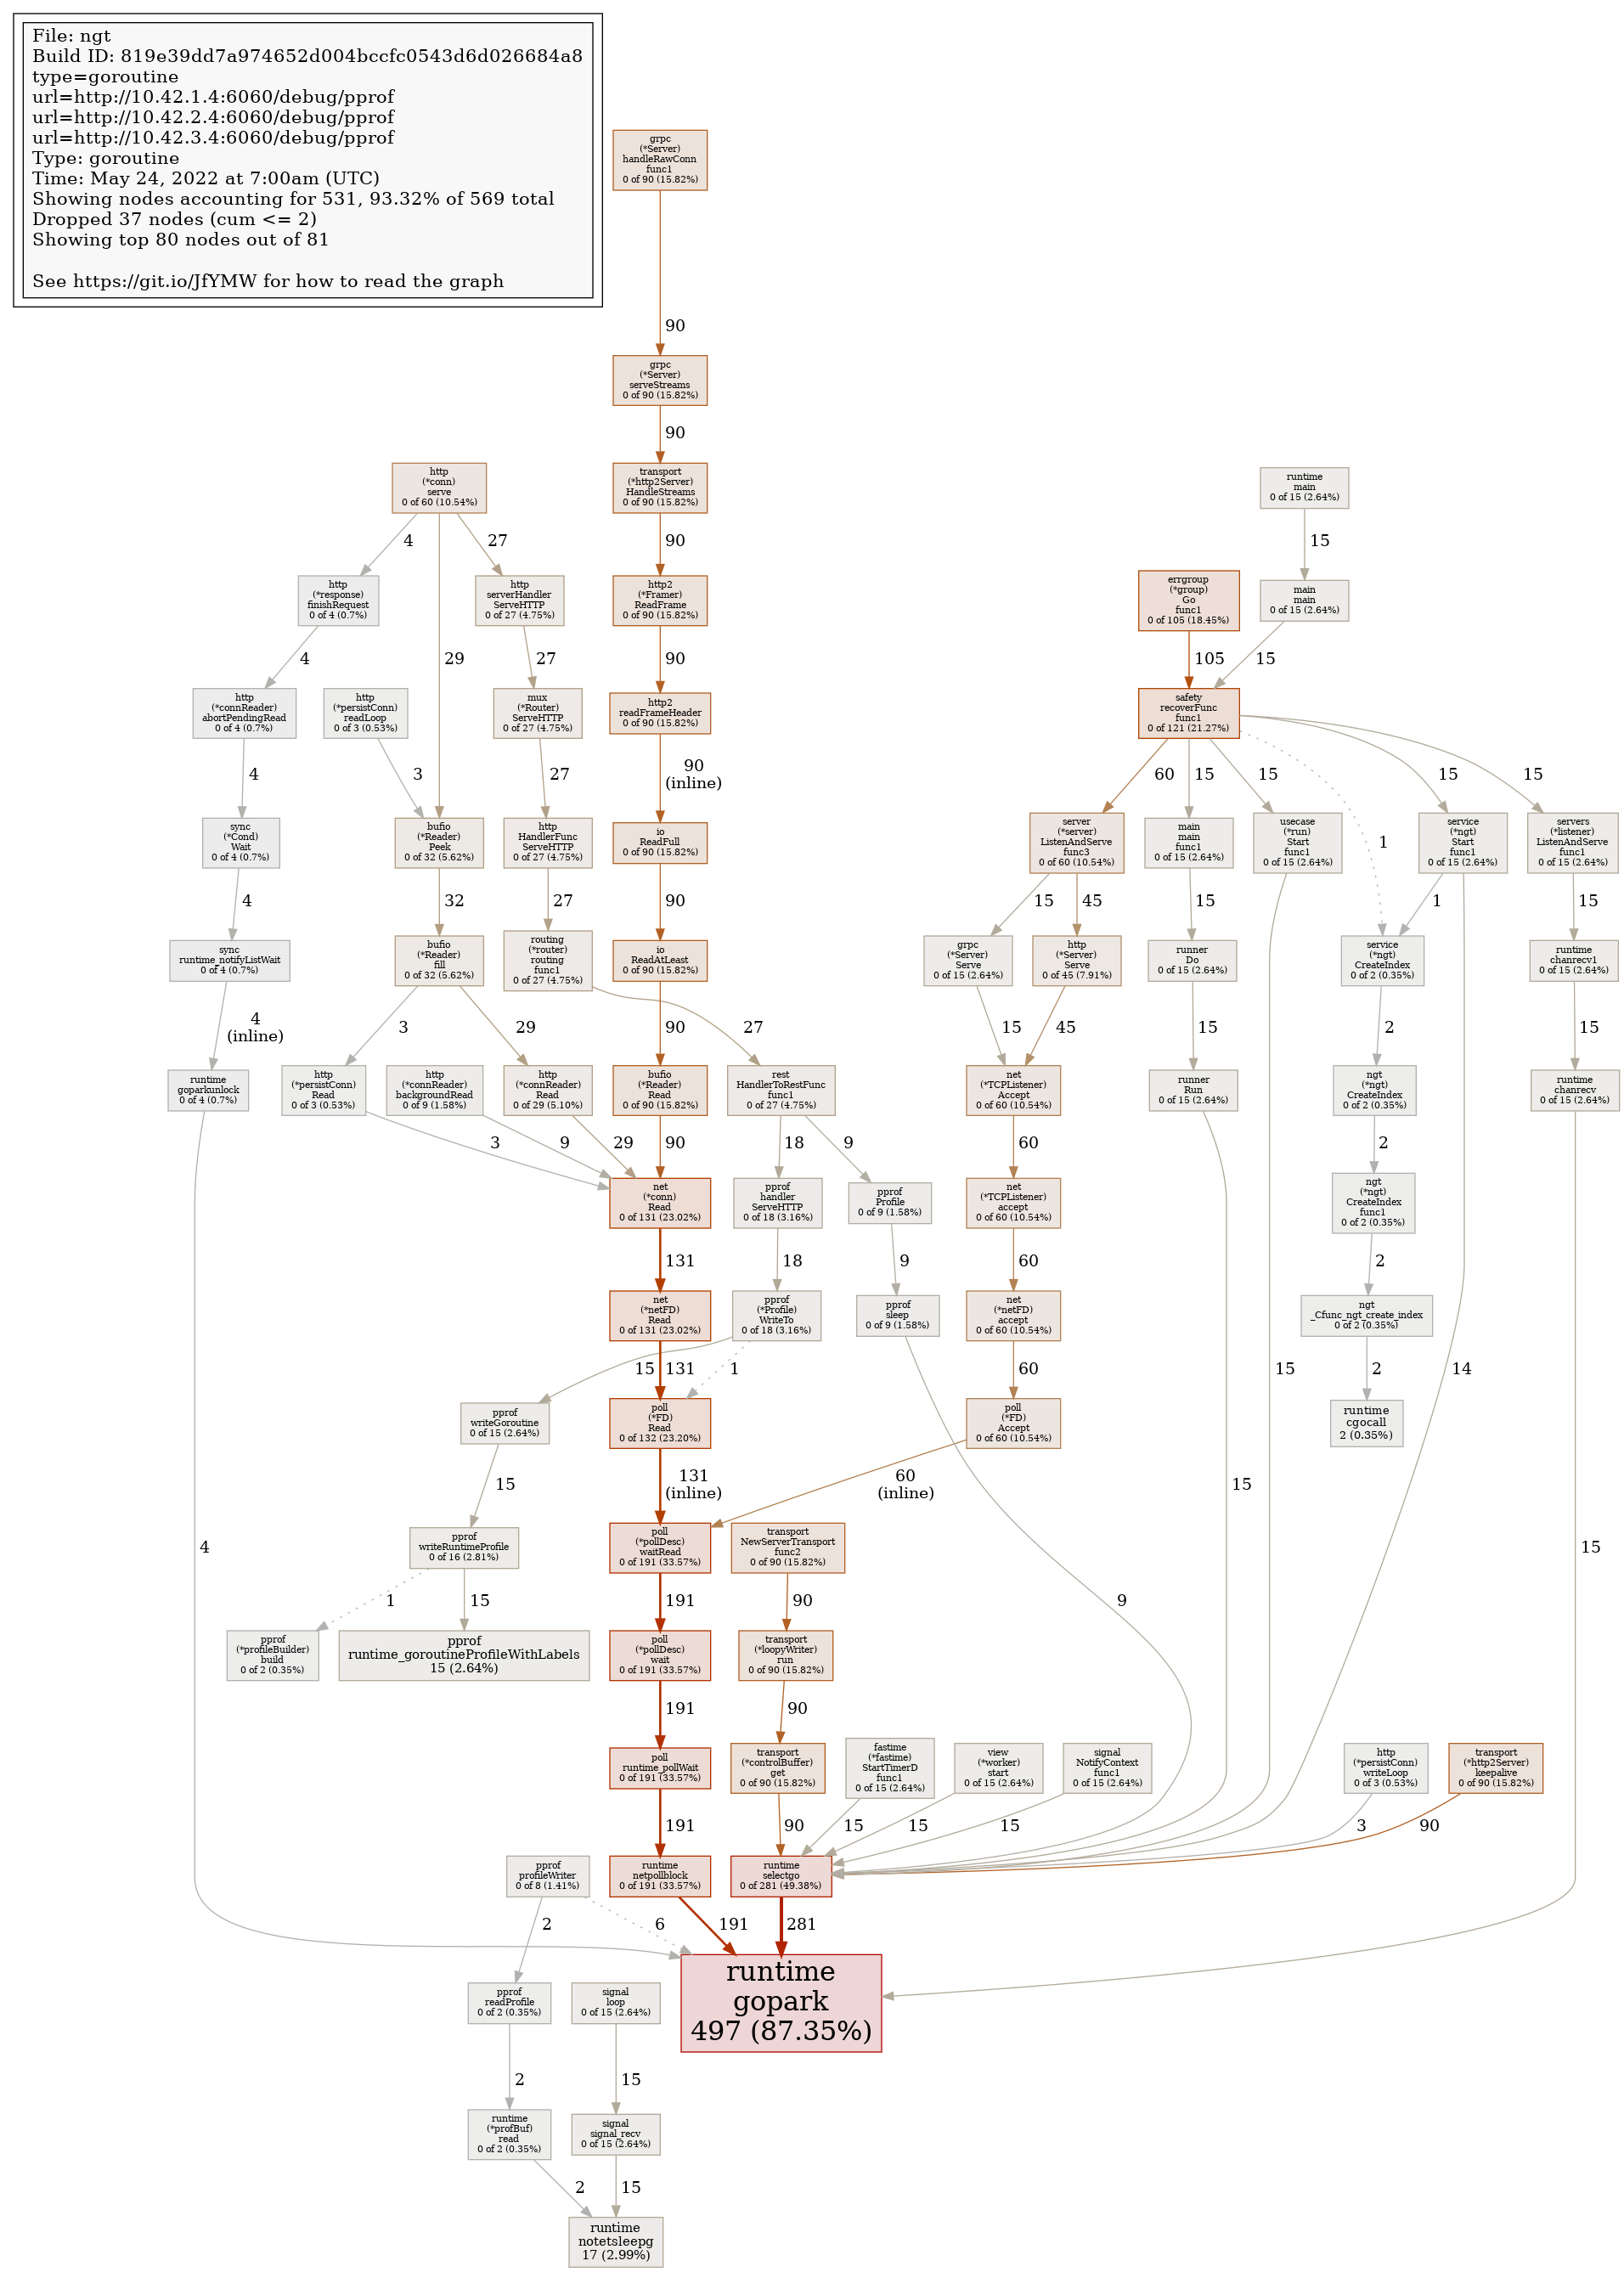 File: ngt
Build ID: 819e39dd7a974652d004bccfc0543d6d026684a8
type=goroutine
url=http://10.42.1.4:6060/debug/pprof
url=http://10.42.2.4:6060/debug/pprof
url=http://10.42.3.4:6060/debug/pprof
Type: goroutine
Time: May 24, 2022 at 7:00am (UTC)
Showing nodes accounting for 531, 93.32% of 569 total
Dropped 37 nodes (cum <= 2)
Showing top 80 nodes out of 81
See https://git.io/JfYMW for how to read the graph
grpc
(*Server)
handleRawConn
func1
0 of 90 (15.82%)
90
grpc
(*Server)
serveStreams
0 of 90 (15.82%)
90
http
(*conn)
serve
0 of 60 (10.54%)
transport
(*http2Server)
HandleStreams
0 of 90 (15.82%)
runtime
main
0 of 15 (2.64%)
4
27
90
15
http
(*response)
finishRequest
0 of 4 (0.7%)
http
serverHandler
ServeHTTP
0 of 27 (4.75%)
http2
(*Framer)
ReadFrame
0 of 90 (15.82%)
errgroup
(*group)
Go
func1
0 of 105 (18.45%)
main
main
0 of 15 (2.64%)
4
29
27
90
105
15
http
(*connReader)
abortPendingRead
0 of 4 (0.7%)
http
(*persistConn)
readLoop
0 of 3 (0.53%)
mux
(*Router)
ServeHTTP
0 of 27 (4.75%)
http2
readFrameHeader
0 of 90 (15.82%)
safety
recoverFunc
func1
0 of 121 (21.27%)
4
3
27
90
(inline)
60
15
15
1
15
15
sync
(*Cond)
Wait
0 of 4 (0.7%)
bufio
(*Reader)
Peek
0 of 32 (5.62%)
http
HandlerFunc
ServeHTTP
0 of 27 (4.75%)
io
ReadFull
0 of 90 (15.82%)
server
(*server)
ListenAndServe
func3
0 of 60 (10.54%)
main
main
func1
0 of 15 (2.64%)
usecase
(*run)
Start
func1
0 of 15 (2.64%)
service
(*ngt)
Start
func1
0 of 15 (2.64%)
servers
(*listener)
ListenAndServe
func1
0 of 15 (2.64%)
4
32
27
90
15
45
15
1
15
sync
runtime_notifyListWait
0 of 4 (0.7%)
bufio
(*Reader)
fill
0 of 32 (5.62%)
routing
(*router)
routing
func1
0 of 27 (4.75%)
io
ReadAtLeast
0 of 90 (15.82%)
grpc
(*Server)
Serve
0 of 15 (2.64%)
http
(*Server)
Serve
0 of 45 (7.91%)
runner
Do
0 of 15 (2.64%)
service
(*ngt)
CreateIndex
0 of 2 (0.35%)
runtime
chanrecv1
0 of 15 (2.64%)
4
(inline)
3
29
90
27
15
45
15
2
15
runtime
goparkunlock
0 of 4 (0.7%)
http
(*persistConn)
Read
0 of 3 (0.53%)
http
(*connReader)
backgroundRead
0 of 9 (1.58%)
http
(*connReader)
Read
0 of 29 (5.10%)
bufio
(*Reader)
Read
0 of 90 (15.82%)
rest
HandlerToRestFunc
func1
0 of 27 (4.75%)
net
(*TCPListener)
Accept
0 of 60 (10.54%)
runner
Run
0 of 15 (2.64%)
ngt
(*ngt)
CreateIndex
0 of 2 (0.35%)
runtime
chanrecv
0 of 15 (2.64%)
3
9
29
90
18
9
60
2
net
(*conn)
Read
0 of 131 (23.02%)
pprof
handler
ServeHTTP
0 of 18 (3.16%)
pprof
Profile
0 of 9 (1.58%)
net
(*TCPListener)
accept
0 of 60 (10.54%)
ngt
(*ngt)
CreateIndex
func1
0 of 2 (0.35%)
131
18
9
60
2
net
(*netFD)
Read
0 of 131 (23.02%)
pprof
(*Profile)
WriteTo
0 of 18 (3.16%)
pprof
sleep
0 of 9 (1.58%)
net
(*netFD)
accept
0 of 60 (10.54%)
ngt
_Cfunc_ngt_create_index
0 of 2 (0.35%)
15
131
1
60
15
2
14
pprof
writeGoroutine
0 of 15 (2.64%)
poll
(*FD)
Read
0 of 132 (23.20%)
poll
(*FD)
Accept
0 of 60 (10.54%)
runtime
cgocall
2 (0.35%)
15
131
(inline)
60
(inline)
15
4
pprof
writeRuntimeProfile
0 of 16 (2.81%)
poll
(*pollDesc)
waitRead
0 of 191 (33.57%)
transport
NewServerTransport
func2
0 of 90 (15.82%)
15
1
15
191
90
9
pprof
(*profileBuilder)
build
0 of 2 (0.35%)
pprof
runtime_goroutineProfileWithLabels
15 (2.64%)
poll
(*pollDesc)
wait
0 of 191 (33.57%)
transport
(*loopyWriter)
run
0 of 90 (15.82%)
191
90
poll
runtime_pollWait
0 of 191 (33.57%)
transport
(*controlBuffer)
get
0 of 90 (15.82%)
fastime
(*fastime)
StartTimerD
func1
0 of 15 (2.64%)
view
(*worker)
start
0 of 15 (2.64%)
signal
NotifyContext
func1
0 of 15 (2.64%)
http
(*persistConn)
writeLoop
0 of 3 (0.53%)
transport
(*http2Server)
keepalive
0 of 90 (15.82%)
191
90
15
15
15
3
90
pprof
profileWriter
0 of 8 (1.41%)
runtime
netpollblock
0 of 191 (33.57%)
runtime
selectgo
0 of 281 (49.38%)
2
6
191
281
runtime
gopark
497 (87.35%)
pprof
readProfile
0 of 2 (0.35%)
signal
loop
0 of 15 (2.64%)
2
15
runtime
(*profBuf)
read
0 of 2 (0.35%)
signal
signal_recv
0 of 15 (2.64%)
2
15
runtime
notetsleepg
17 (2.99%)